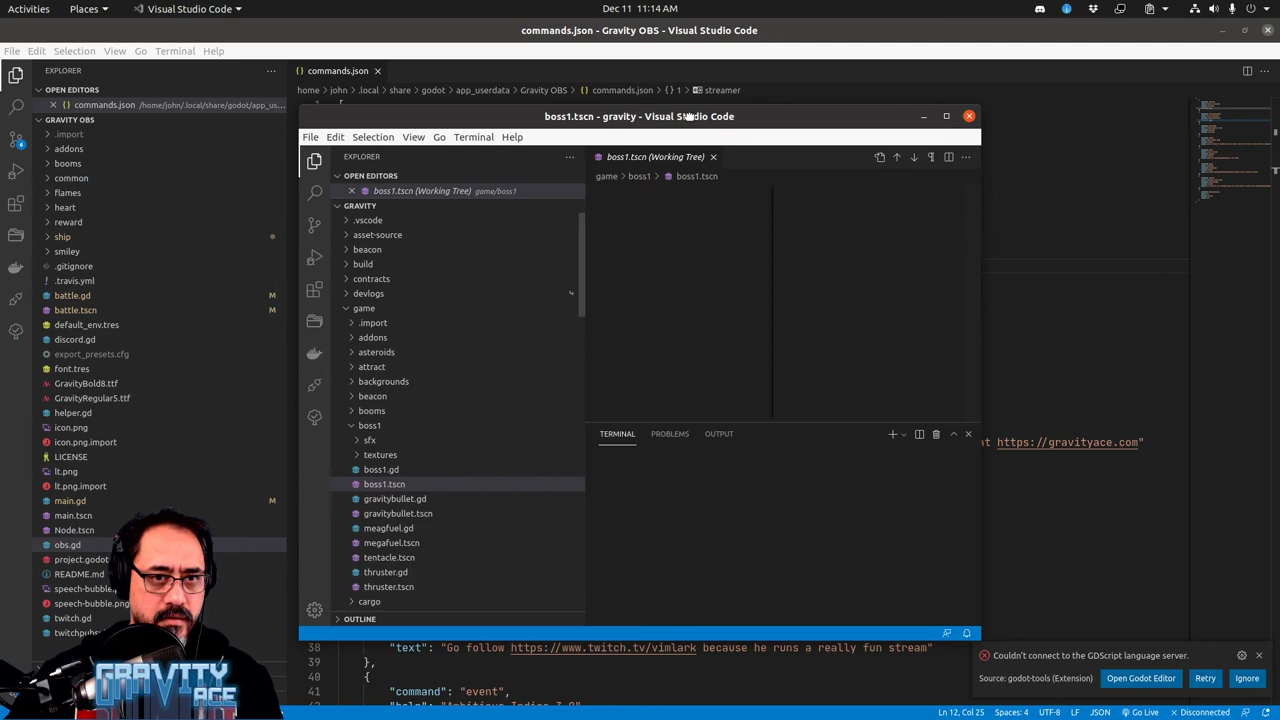 Activities Places Visual Studio Code Dec 11 11:14 AM
commands.json - Gravity OBS - Visual Studio Code
File Edit Selection View Go Terminal Help
EXPLORER
OPEN EDITORS
commands.json /home/john/.local/share/godot/app_us...
GRAVITY OBS
.import
addons
booms
common
flames
heart
reward
ship
smiley
.gitignore
.travis.yml
battle.gd M
battle.tscn M
default_env.tres
discord.gd
export_presets.cfg
font.tres
GravityBold8.ttf
GravityRegular5.ttf
helper.gd
icon.png
icon.png.import
LICENSE
lt.png
lt.png.import
main.gd M
main.tscn
Node.tscn
obs.gd
project.godot
README.md
speech-bubble
speech-bubble.png
twitch.gd
6
commands.json
home > john > .local > share > godot > app_userdata > Gravity OBS > commands.json > { } 1 > streamer
boss1.tscn - gravity - Visual Studio Code
File Edit Selection View Go Terminal Help
EXPLORER
OPEN EDITORS
boss1.tscn (Working Tree) game/boss1
GRAVITY
.vscode
asset-source
beacon
build
contracts
devlogs
game
.import
addons
asteroids
attract
backgrounds
beacon
booms
boss1
sfx
textures
boss1.gd
boss1.tscn
gravitybullet.gd
gravitybullet.tscn
meagfuel.gd
megafuel.tscn
tentacle.tscn
thruster.gd
thruster.tscn
cargo
OUTLINE
boss1.tscn (Working Tree)
game > boss1 > boss1.tscn
TERMINAL PROBLEMS OUTPUT
https://gravityace.com"
38 "text": "Go follow https://www.twitch.tv/vimlark because he runs a really fun stream"
39 },
40 {
41 "command": "event",
Couldn't connect to the GDScript language server.
Source: godot-tools (Extension) Open Godot Editor Retry Ignore
Ln 12, Col 25 Spaces: 4 UTF-8 LF JSON Go Live Disconnected
GRAVITY
ACE